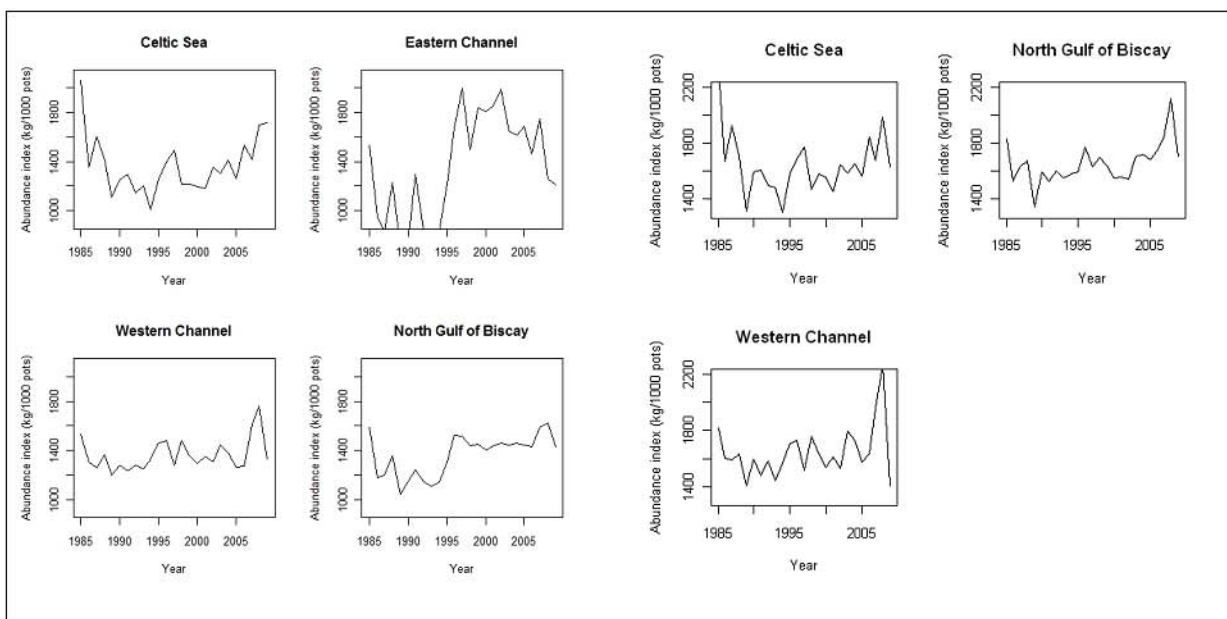 Celtic Sea
Abundance index (kg/1000 pots)
1000 1400 1800
1985 1990 1995 2000 2005
Year
Eastern Channel
Abundance index (kg/1000 pots)
1000 1400 1800
1985 1990 1995 2000 2005
Year
Western Channel
Abundance index (kg/1000 pots)
1000 1400 1800
1985 1990 1995 2000 2005
Year
North Gulf of Biscay
Abundance index (kg/1000 pots)
1000 1400 1800
1985 1990 1995 2000 2005
Year
Celtic Sea
Abundance index (kg/1000 pots)
1400 1800 2200
1985 1995 2005
Year
North Gulf of Biscay
Abundance index (kg/1000 pots)
1400 1800 2200
1985 1995 2005
Year
Western Channel
Abundance index (kg/1000 pots)
1400 1800 2200
1985 1995 2005
Year